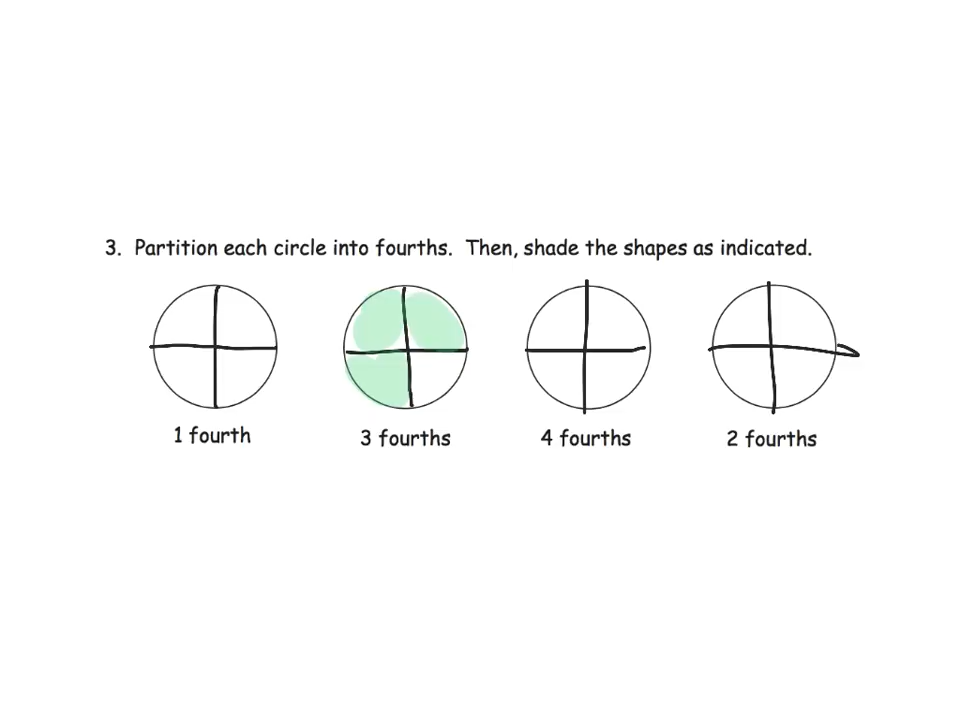 3. Partition each circle into fourths. Then, shade the shapes as indicated.
1 fourth
3 fourths
4 fourths
2 fourths